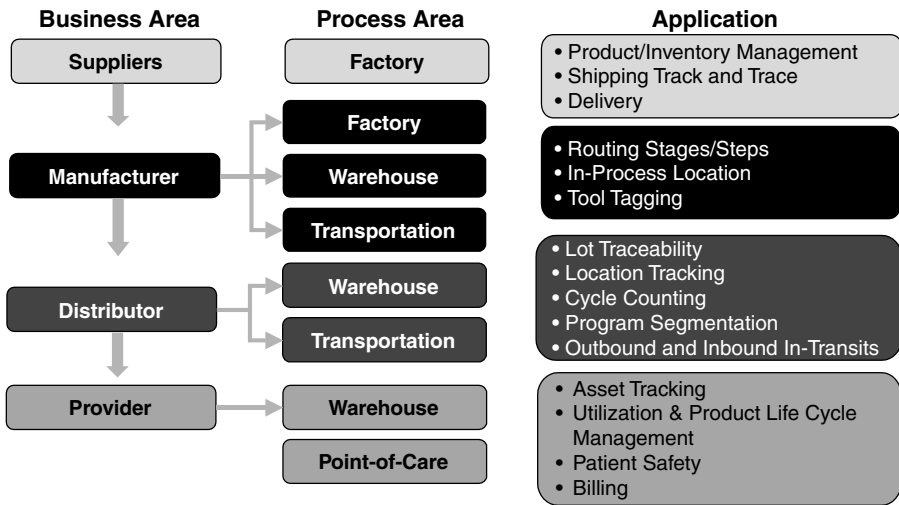 Business Area
Process Area
Application
Suppliers
Factory
• Product/Inventory Management
• Shipping Track and Trace
• Delivery
Manufacturer
Factory
Warehouse
Transportation
• Routing Stages/Steps
• In-Process Location
• Tool Tagging
Distributor
Warehouse
Transportation
• Lot Traceability
• Location Tracking
• Cycle Counting
• Program Segmentation
• Outbound and Inbound In-Transits
Provider
Warehouse
Point-of-Care
• Asset Tracking
• Utilization & Product Life Cycle
Management
• Patient Safety
• Billing